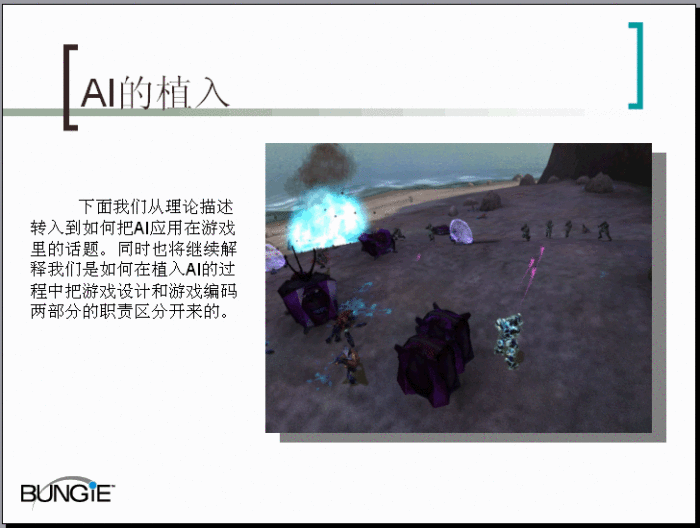 AI的植入
下面我们从理论描述
转入到如何把AI应用在游戏
里的话题。同时也将继续解
释我们是如何在植入AI的过
程中把游戏设计和游戏编码
两部分的职责区分开来的。
BUNGiE™